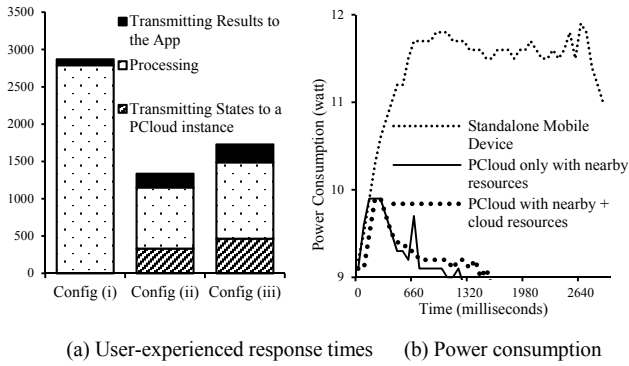 3500
3000
2500
2000
1500
1000
500
0
Transmitting Results to
the App
Processing
Transmitting States to a
PCloud instance
Config (i)
Config (ii)
Config (iii)
(a) User-experienced response times
Power Consumption (watt)
12
11
10
9
Standalone Mobile
Device
PCloud only with nearby
resources
PCloud with nearby +
cloud resources
0
660
1320
1980
2640
Time (milliseconds)
(b) Power consumption